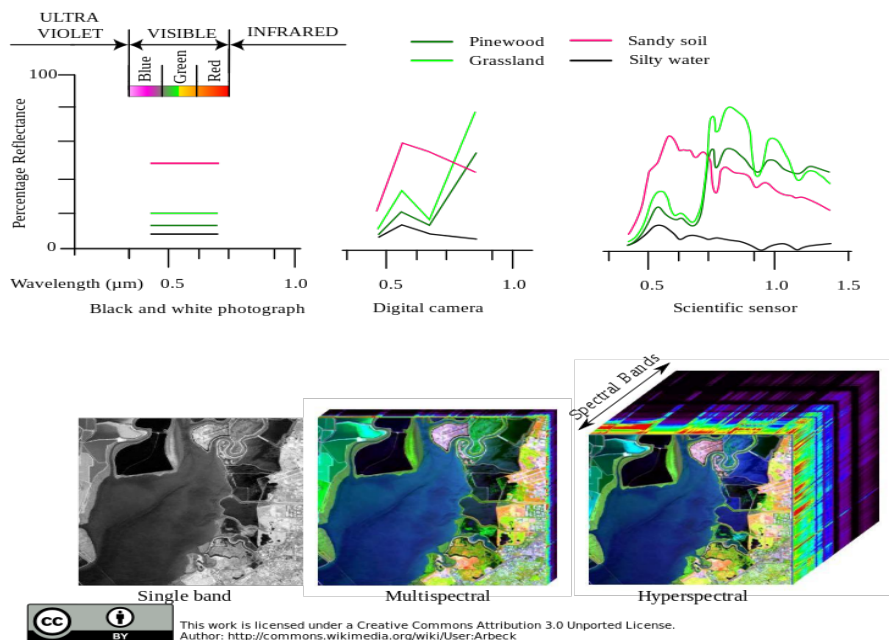 ULTRA
VIOLET
VISIBLE
INFRARED
Blue
Green
Red
Pinewood
Grassland
Sandy soil
Silty water
Percentage Reflectance
100
0
Wavelength (µm)
0.5
1.0
Black and white photograph
0.5
1.0
Digital camera
0.5
1.0
1.5
Scientific sensor
Spectral Bands
Single band
Multispectral
Hyperspectral
cc
BY
This work is licensed under a Creative Commons Attribution 3.0 Unported License.
Author: http://commons.wikimedia.org/wiki/User:Arbeck